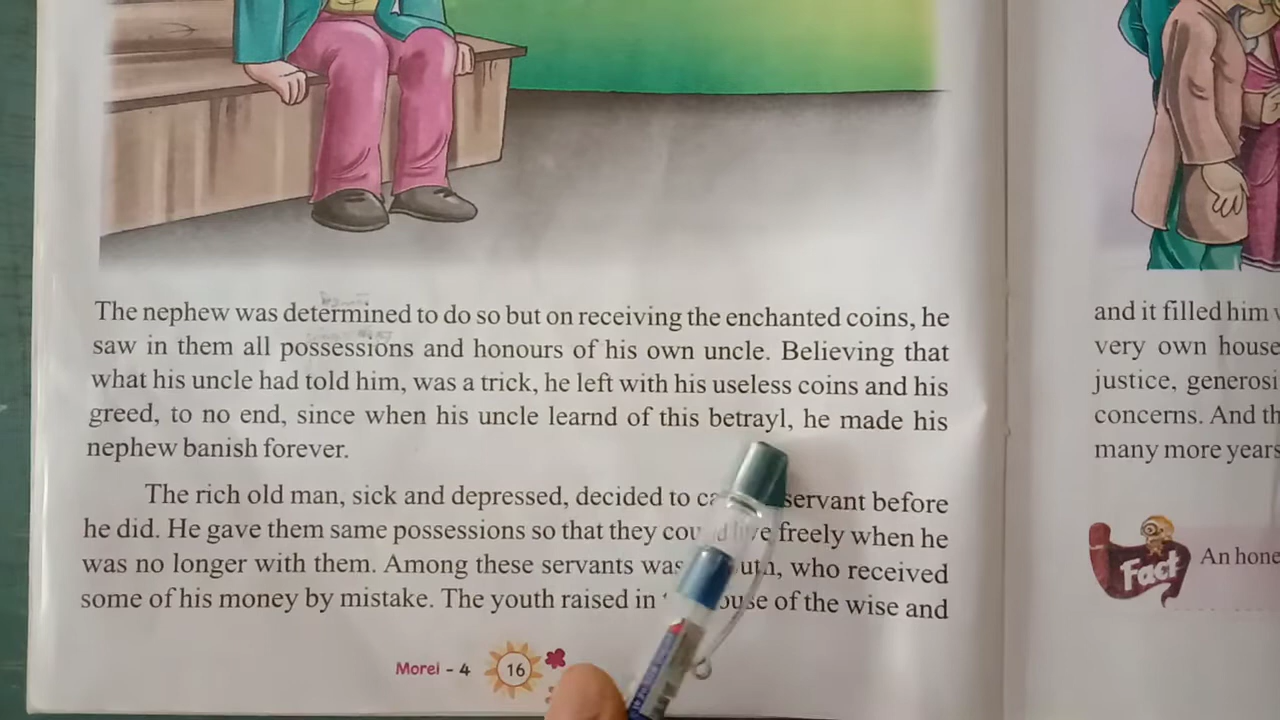 The nephew was determined to do so but on receiving the enchanted coins, he
saw in them all possessions and honours of his own uncle. Believing that
what his uncle had told him, was a trick, he left with his useless coins and his
greed, to no end, since when his uncle learnd of this betrayl, he made his
nephew banish forever.
The rich old man, sick and depressed, decided to servant before
he did. He gave them same possessions so that they freely when he
was no longer with them. Among these servants was who received
some of his money by mistake. The youth raised in of the wise and
Morel - 4 16
and it filled him
very own house
justice,
concerns. And
many more years
Fact
An